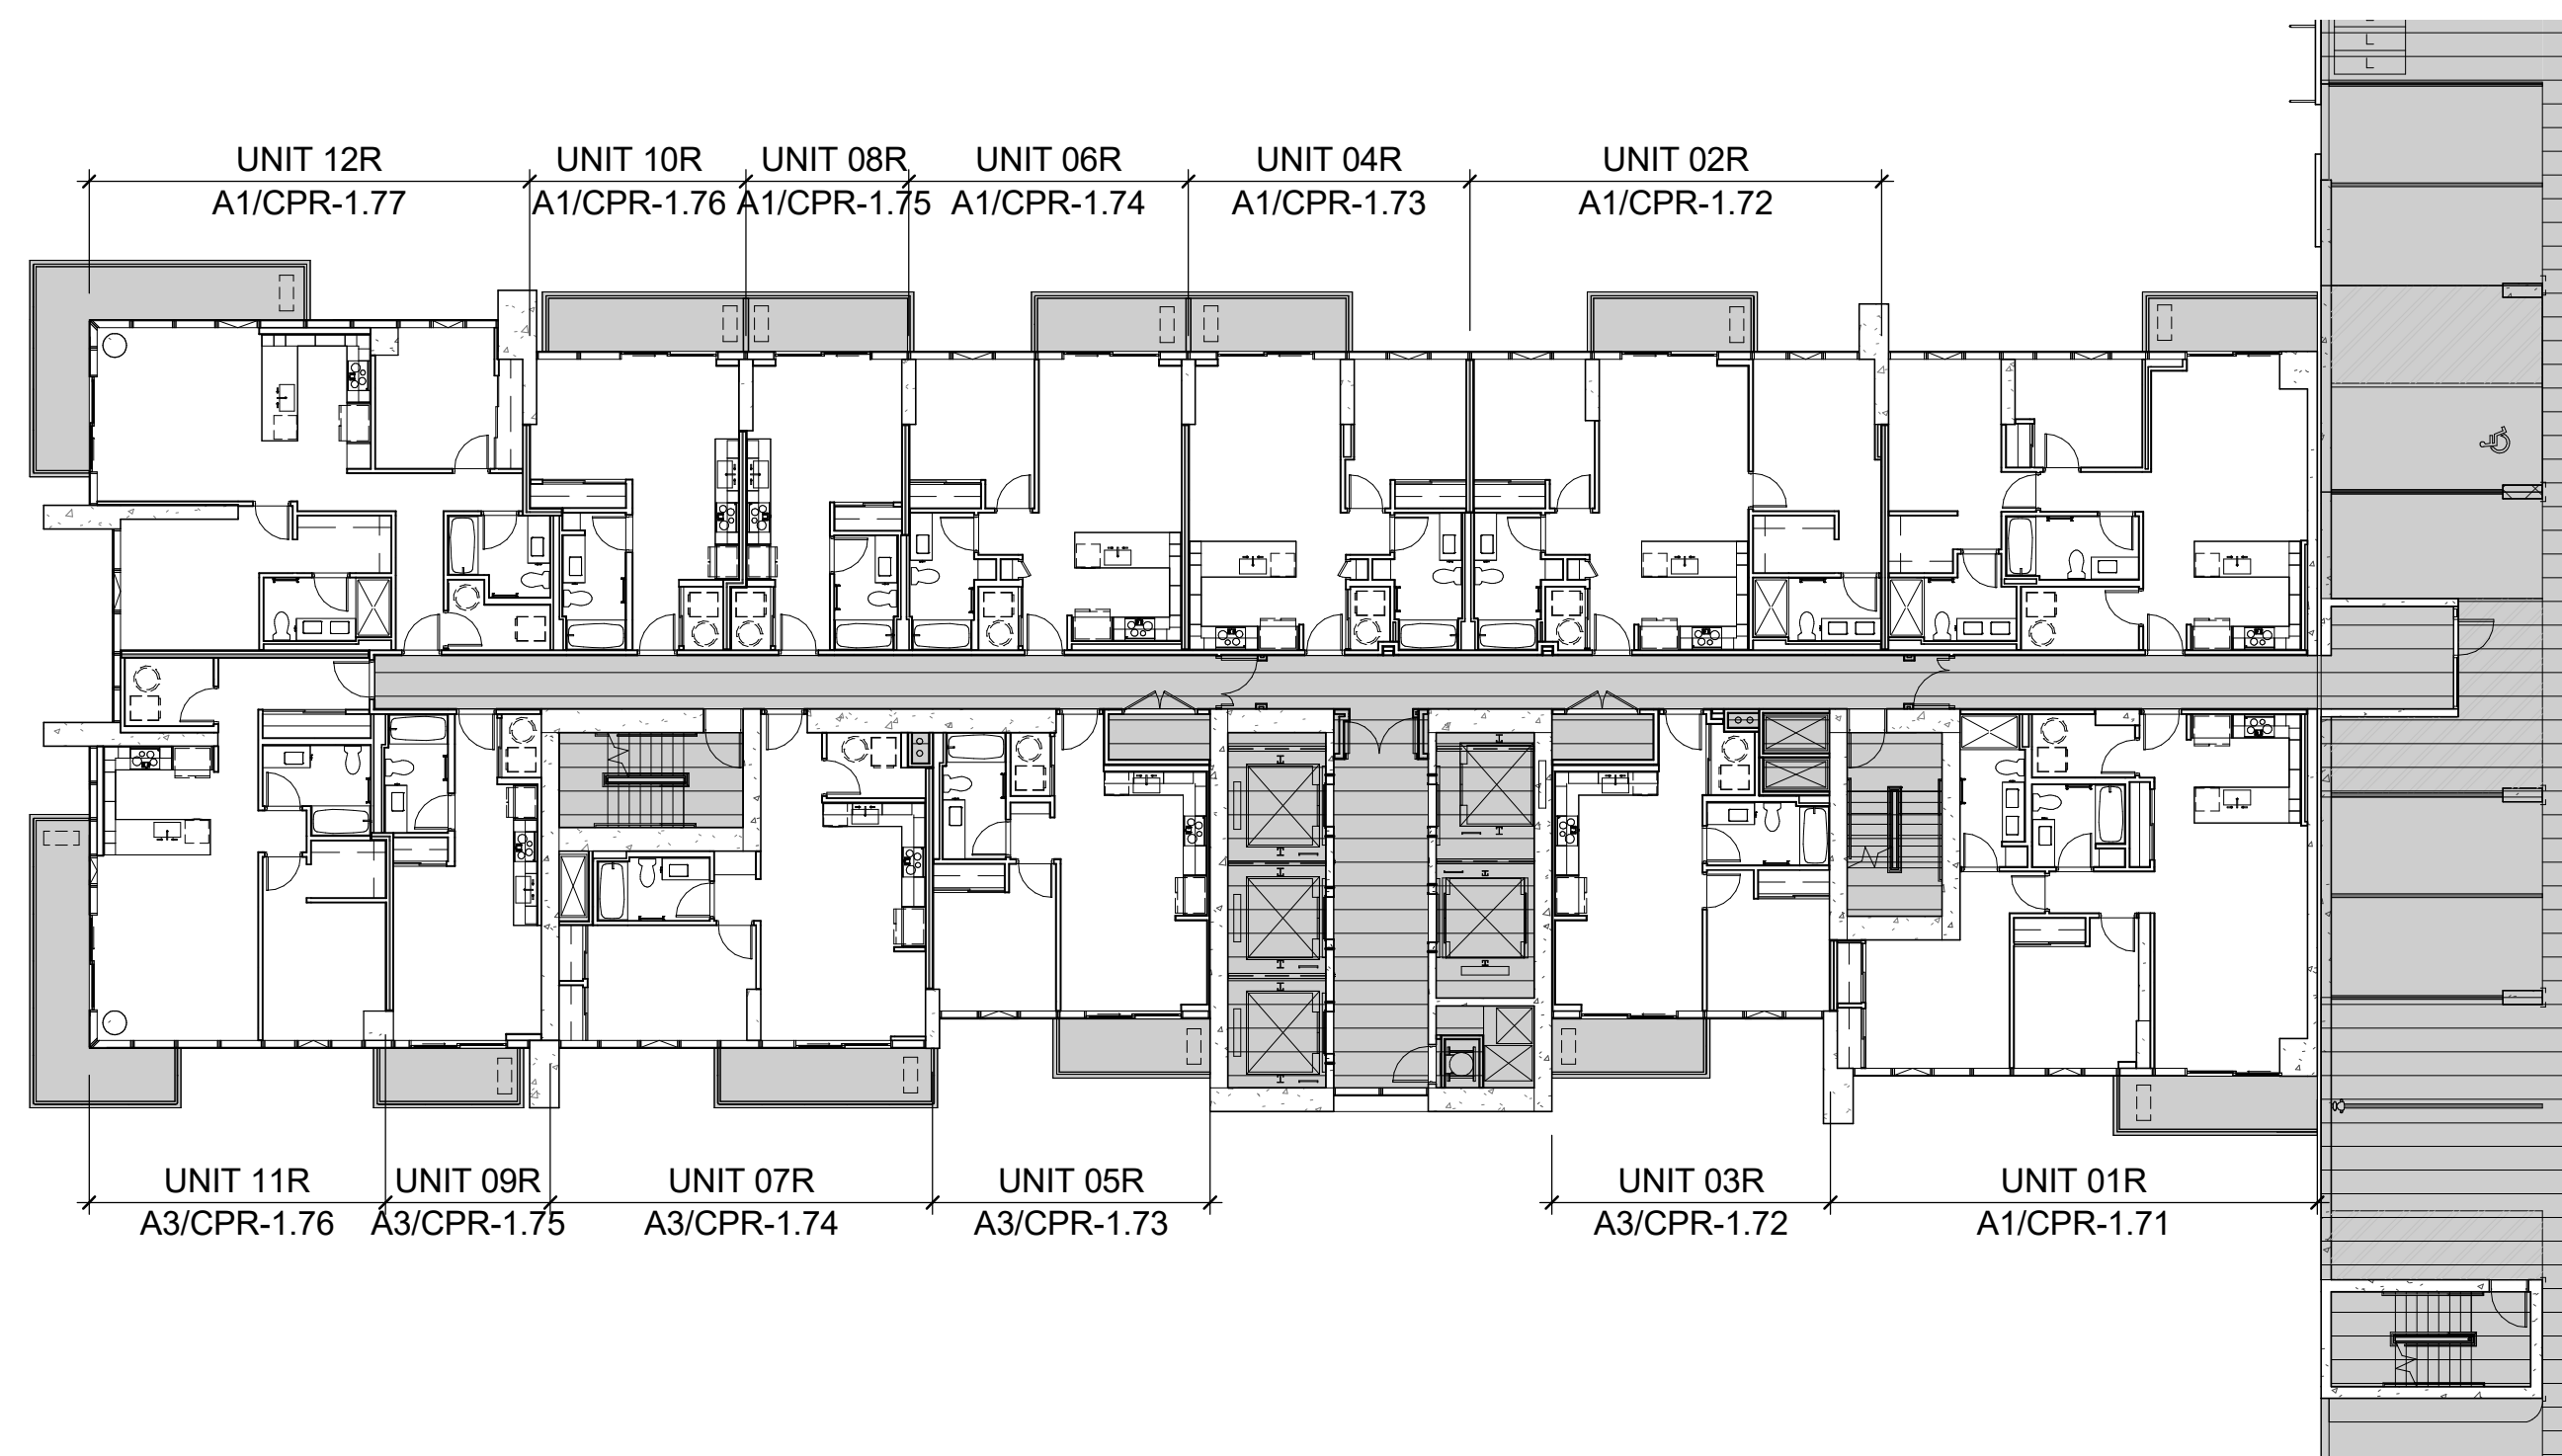 L
L
UNIT 12R
A1/CPR-1.77
UNIT 10R
A1/CPR-1.76
UNIT 08R
A1/CPR-1.75
UNIT 06R
A1/CPR-1.74
UNIT 04R
A1/CPR-1.73
UNIT 02R
A1/CPR-1.72
UNIT 11R
A3/CPR-1.76
UNIT 09R
A3/CPR-1.75
UNIT 07R
A3/CPR-1.74
UNIT 05R
A3/CPR-1.73
UNIT 03R
A3/CPR-1.72
UNIT 01R
A1/CPR-1.71